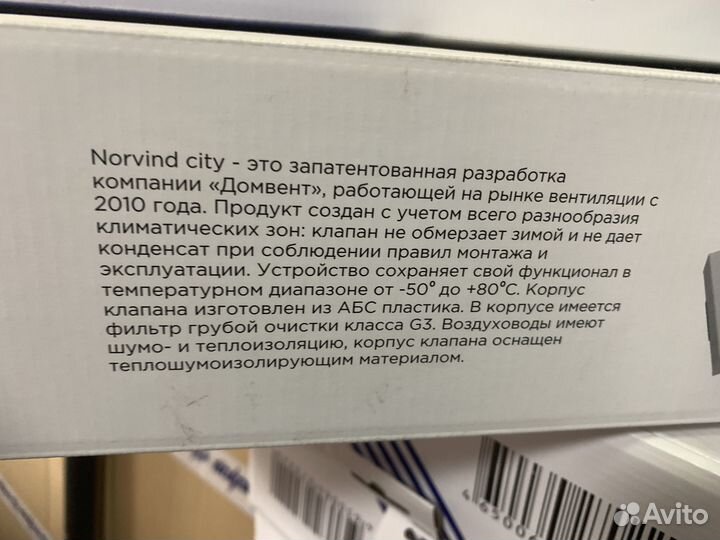 Norvind city - это запатентованная разработка
компании «Домвент», работающей на рынке вентиляции с
2010 года. Продукт создан с учетом всего разнообразия
климатических зон: клапан не обмерзает зимой и не дает
конденсат при соблюдении правил монтажа и
эксплуатации. Устройство сохраняет свой функционал в
температурном диапазоне от -50° до +80°С. Корпус
клапана изготовлен из АБС пластика. В корпусе имеется
фильтр грубой очистки класса G3. Воздуховоды имеют
шумо- и теплоизоляцию, корпус клапана оснащен
теплошумоизолирующим материалом.
Avito